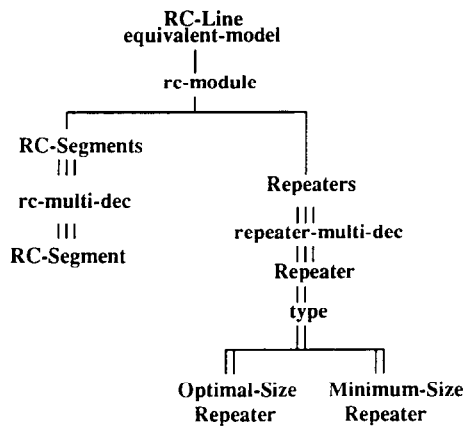 RC-Line
equivalent-model
rc-module
RC-Segments
rc-multi-dec
RC-Segment
Repeaters
repeater-multi-dec
Repeater
type
Optimal-Size
Repeater
Minimum-Size
Repeater